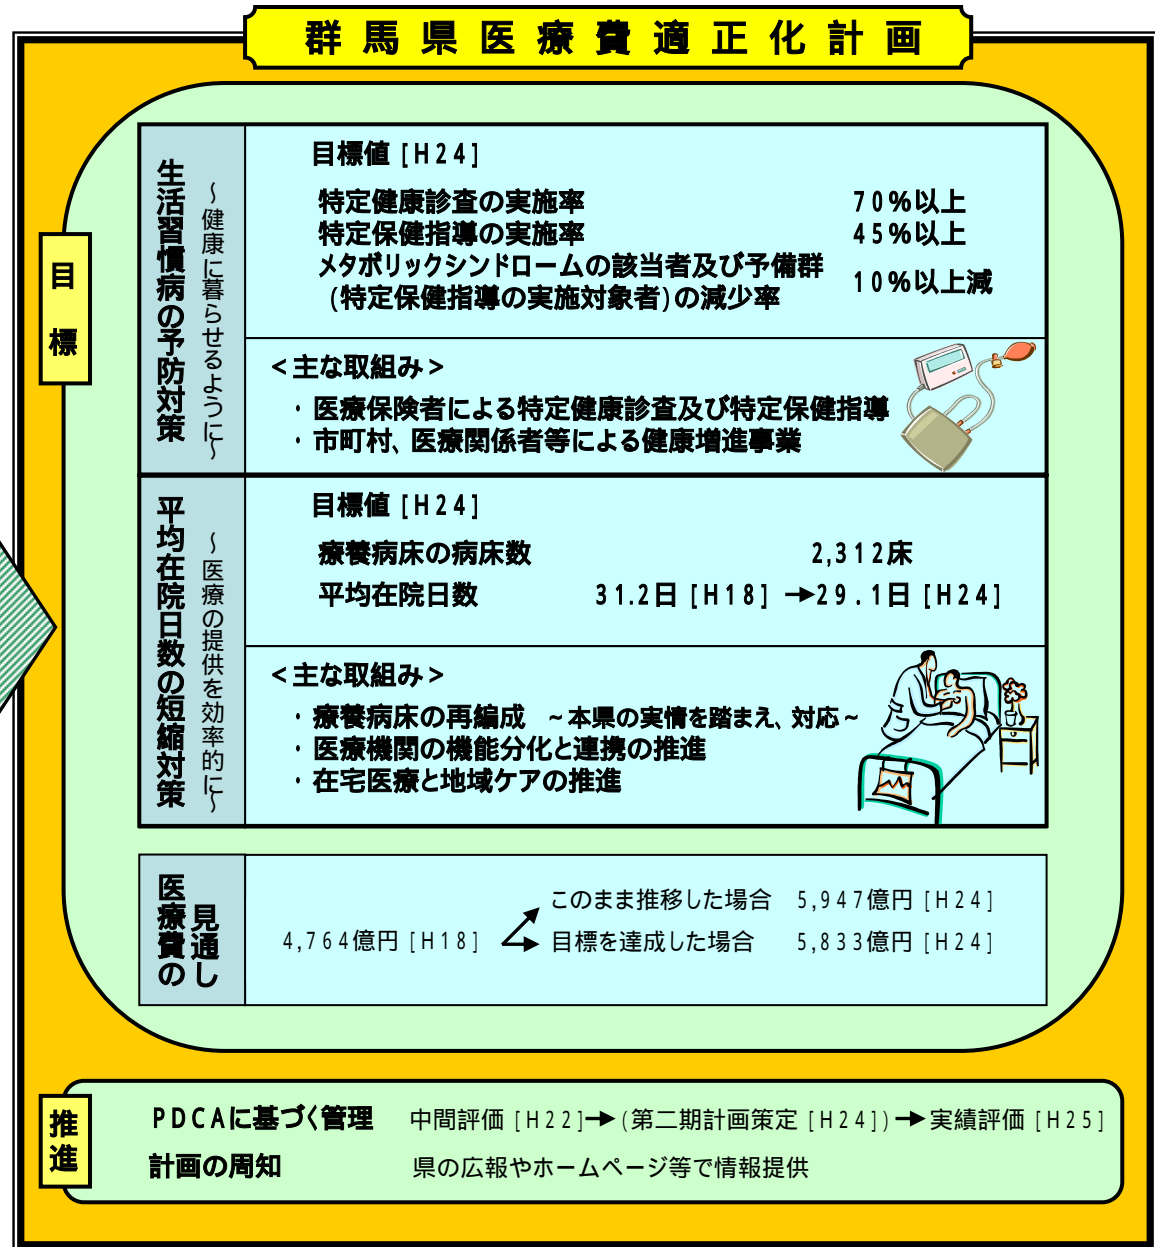 群馬県医療費適正化計画
目標
生活習慣病の予防対策
～健康に暮らせるように～
目標値 [H24]
特定健康診査の実施率 70%以上
特定保健指導の実施率 45%以上
メタボリックシンドロームの該当者及び予備群
(特定保健指導の実施対象者)の減少率 10%以上減
<主な取組み>
・医療保険者による特定健康診査及び特定保健指導
・市町村、医療関係者等による健康増進事業
平均在院日数の短縮対策
～医療の提供を効率的に～
目標値 [H24]
療養病床の病床数 2,312床
平均在院日数 31.2日 [H18] →29.1日 [H24]
<主な取組み>
・療養病床の再編成 ~本県の実情を踏まえ、対応~
・医療機関の機能分化と連携の推進
・在宅医療と地域ケアの推進
医療費の
見通し
このまま推移した場合 5,947億円 [H24]
4,764億円 [H18]
目標を達成した場合 5,833億円 [H24]
推進
PDCAに基づく管理 中間評価 [H22]→(第二期計画策定 [H24])→実績評価 [H25]
計画の周知 県の広報やホームページ等で情報提供